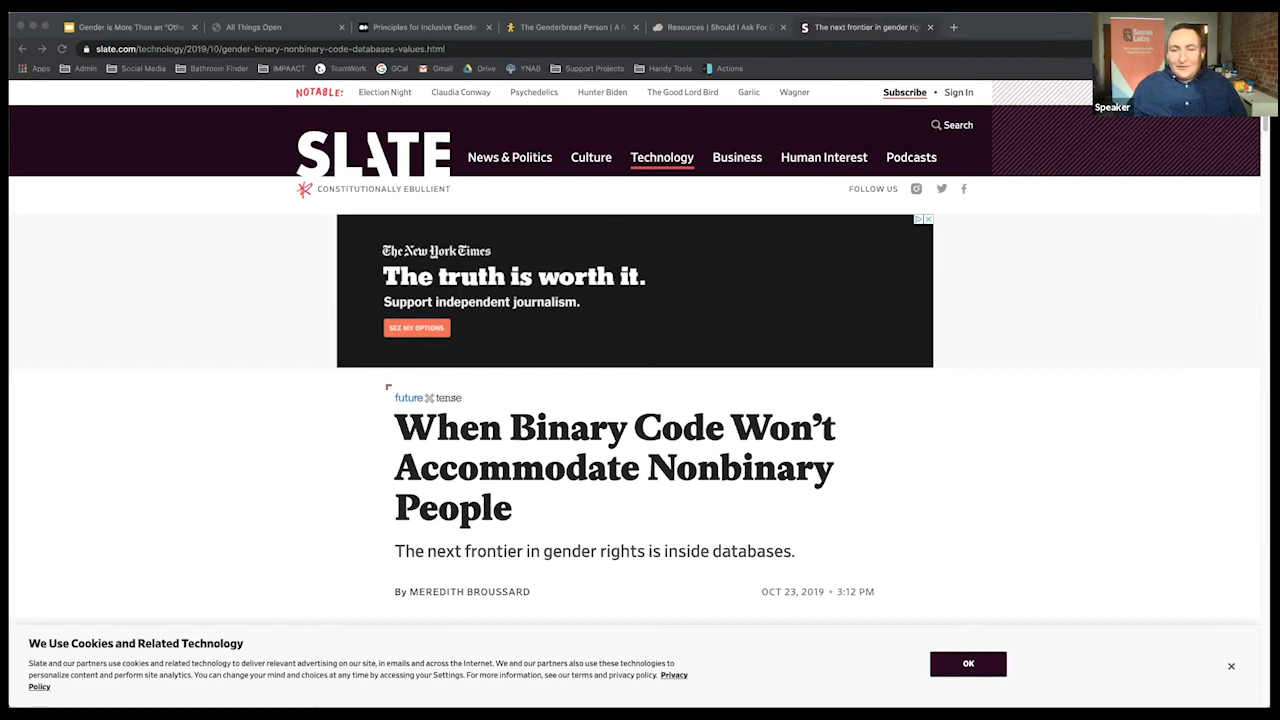 Gender is More Than an "Othe
All Things Open
Principles for Inclusive Gende
The Genderbread Person | A f
Resources | Should I Ask For G
The next frontier in gender rig
slate.com/technology/2019/10/gender-binary-nonbinary-code-databases-values.html
Apps Admin Social Media Bathroom Finder IMPAACT TeamWork GCal Gmail Drive YNAB Support Projects Handy Tools Actions
Seven Labs
Speaker
NOTABLE: Election Night Claudia Conway Psychedelics Hunter Biden The Good Lord Bird Garlic Wagner Subscribe • Sign In
Search
SLATE News & Politics Culture Technology Business Human Interest Podcasts
CONSTITUTIONALLY EBULLIENT FOLLOW US
The New York Times
The truth is worth it.
Support independent journalism.
SEE MY OPTIONS
future tense
When Binary Code Won't
Accommodate Nonbinary
People
The next frontier in gender rights is inside databases.
By MEREDITH BROUSSARD OCT 23, 2019 • 3:12 PM
We Use Cookies and Related Technology
Slate and our partners use cookies and related technology to deliver relevant advertising on our site, in emails and across the Internet. We and our partners also use these technologies to
personalize content and perform site analytics. You can change your mind and choices at any time by accessing your Settings. For more information, see our terms and privacy policy. Privacy
Policy
OK